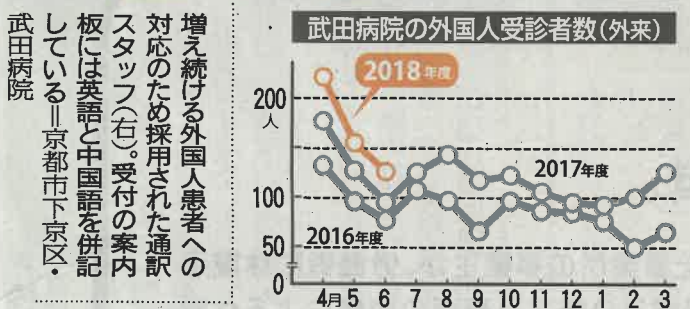 武田病院の外国人受診者数(外来)
2018年度
200
人
100
50
0
2017年度
2016年度
4月 5 6 7 8 9 10 11 12 1 2 3
増え続ける外国人患者への
対応のため採用された通訳
スタッフ(右)。受付の案内
板には英語と中国語を併記
している=京都市下京区・
武田病院